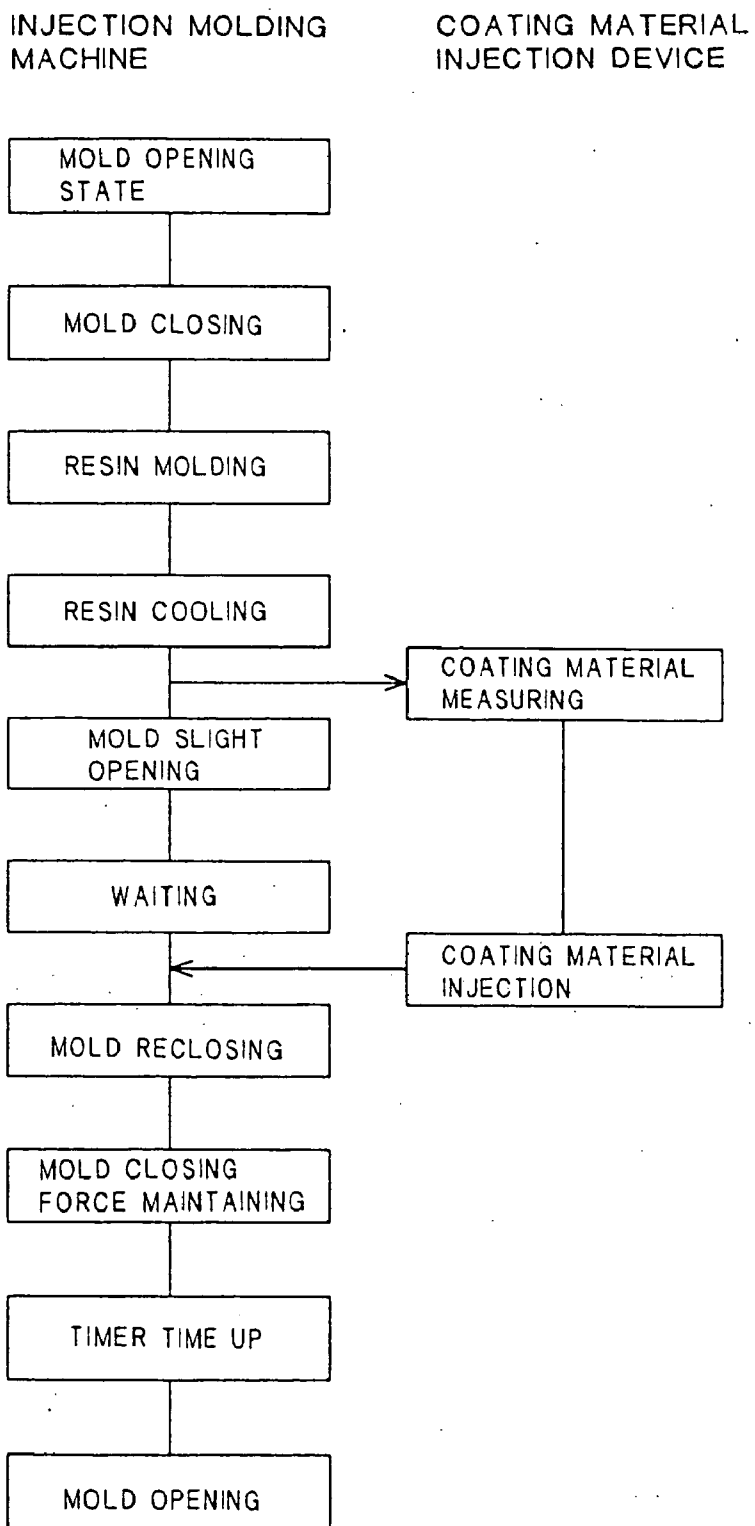 INJECTION MOLDING
MACHINE
COATING MATERIAL
INJECTION DEVICE
MOLD OPENING
STATE
MOLD CLOSING
RESIN MOLDING
RESIN COOLING
COATING MATERIAL
MEASURING
MOLD SLIGHT
OPENING
WAITING
COATING MATERIAL
INJECTION
MOLD RECLOSING
MOLD CLOSING
FORCE MAINTAINING
TIMER TIME UP
MOLD OPENING